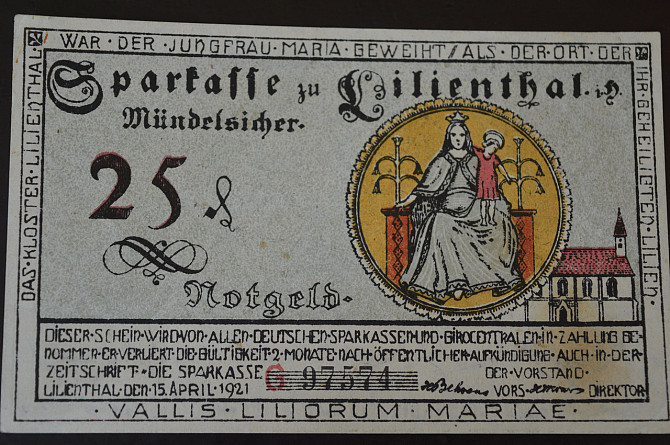 DAS·KLOSTER·LILIENTHAL·
WAR·DER·JUNGFRAU·MARIA·GEWEIHT/ALS·DER·ORT·DER·
IHR·GEHEILIGTEN·LILIEN·
Sparkasse zu Lilienthal·i·H.
Mündelsicher·
25 ₰
Notgeld·
DIESER·SCHEIN·WIRD·VON·ALLEN·DEUTSCHEN·SPARKASSEN·UND·GIROCENTRALEN·IN·ZAHLUNG GE-
NOMMEN·ER·VERLIERT·DIE·GÜLTIGKEIT·2·MONATE·NACH·ÖFFENTLICHER·AUFKÜNDIGUNG·AUCH·IN·DER·
ZEITSCHRIFT·DIE SPARKASSE G 97574 DER·VORSTAND·
LILIENTHAL·DEN·15.APRIL·1921 HBehrens VORS· DIREKTOR
·VALLIS·LILIORUM·MARIAE·